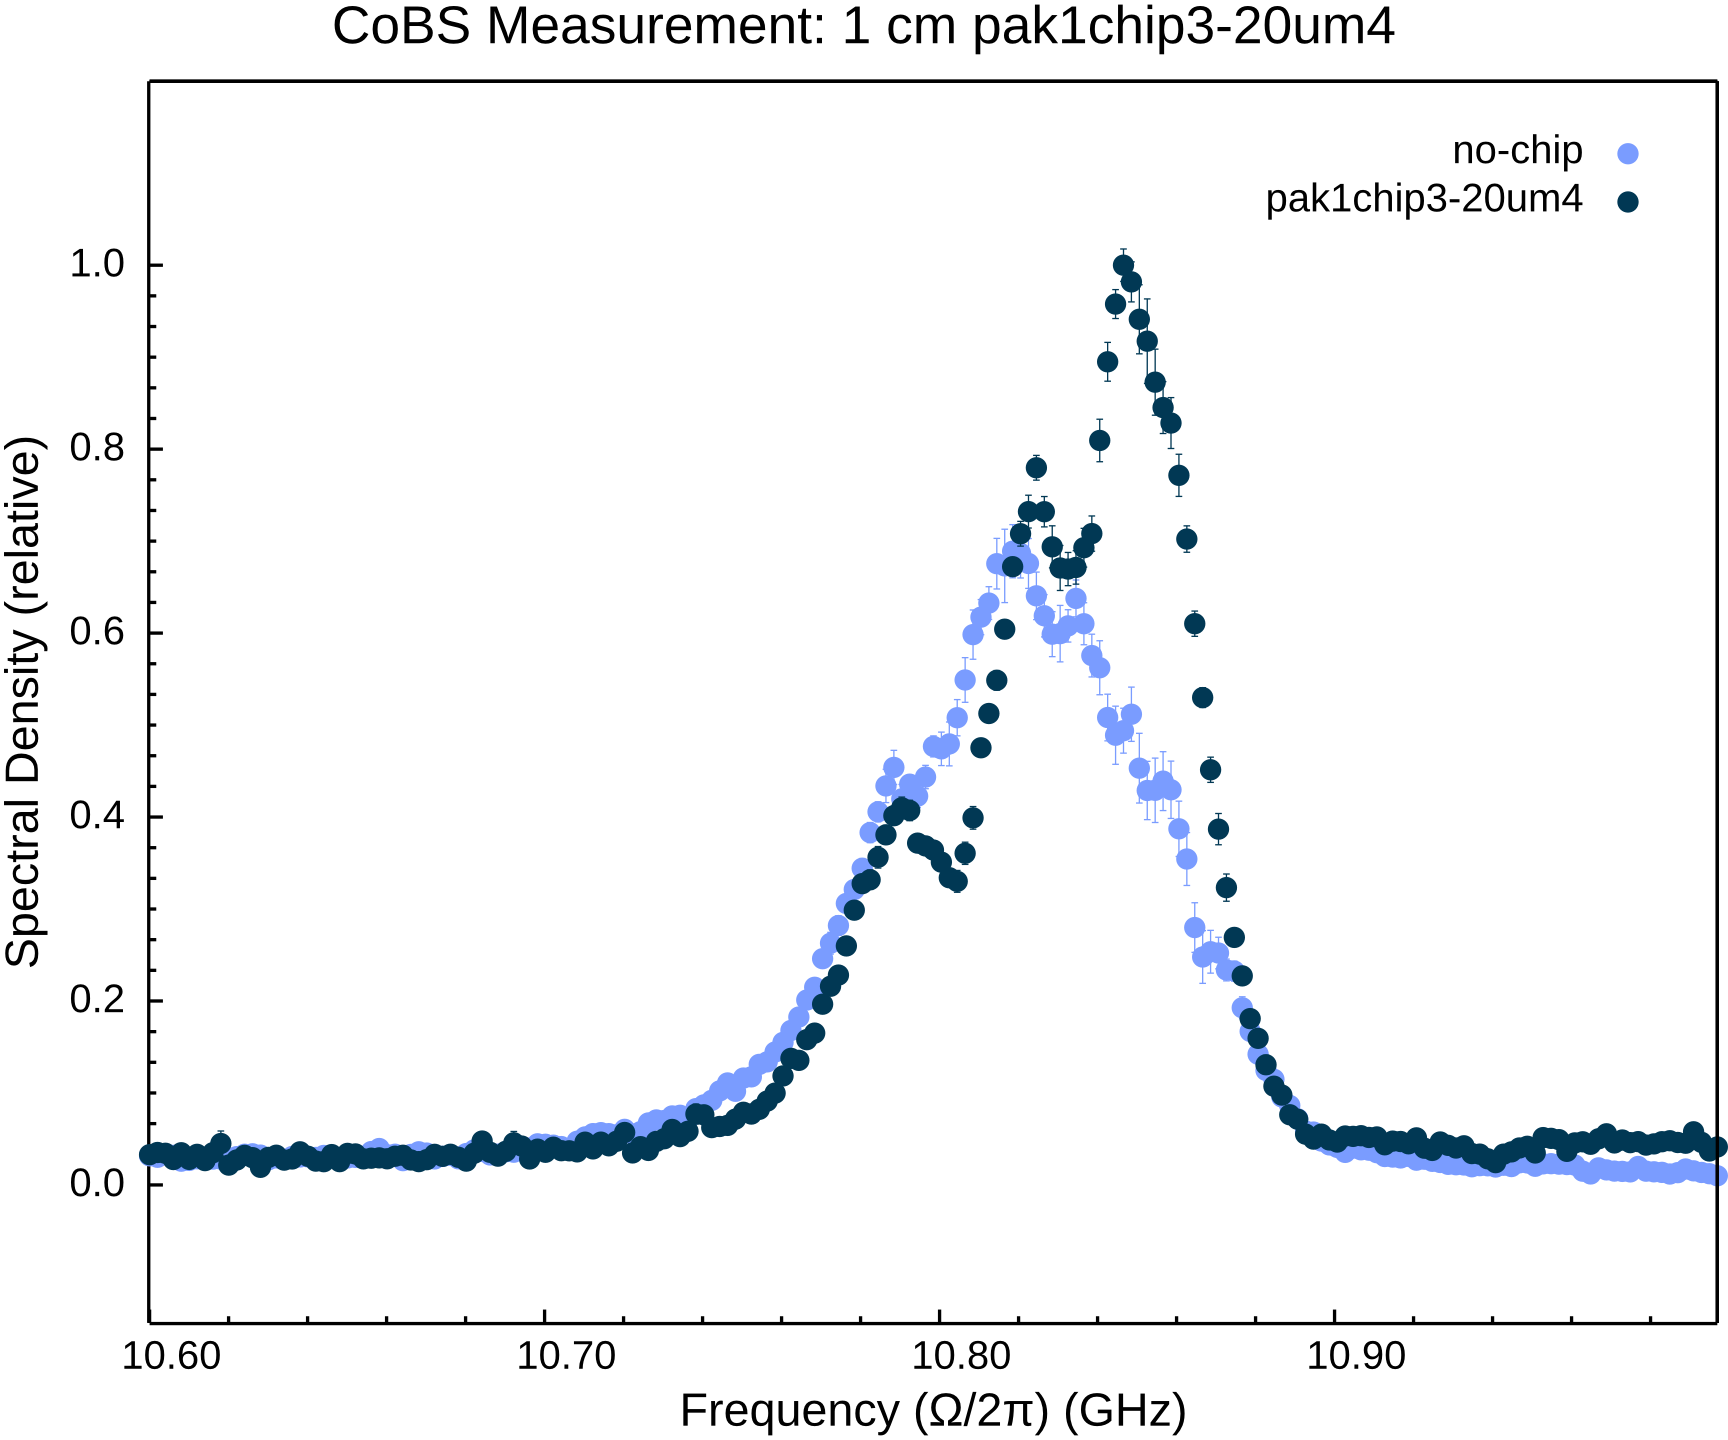 CoBS Measurement: 1 cm pak1chip3-20um4
no-chip
pak1chip3-20um4
1.0
0.8
0.6
0.4
0.2
0.0
Spectral Density (relative)
10.60 10.70 10.80 10.90
Frequency (Ω/2π) (GHz)